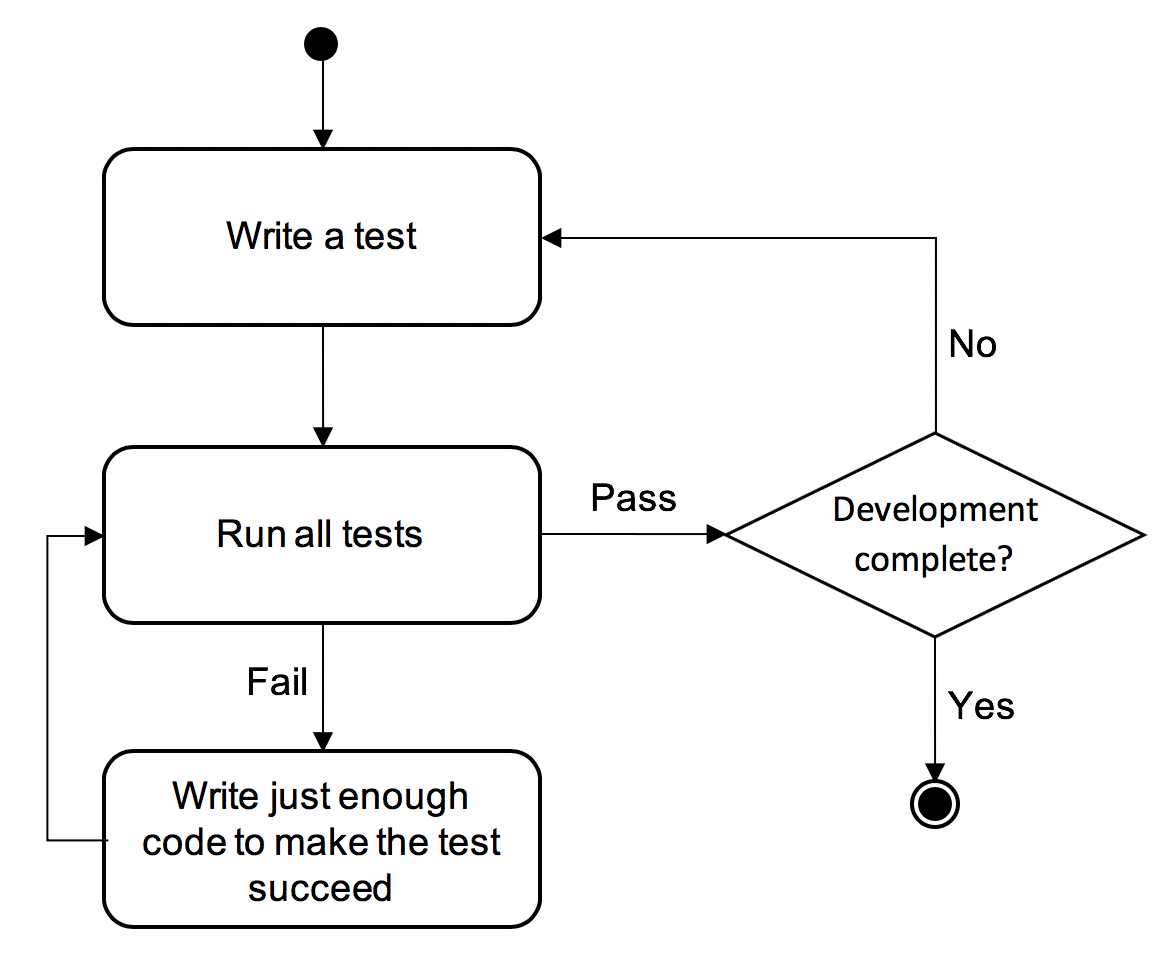 Write a test
No
Run all tests
Pass
Development
complete?
Fail
Yes
Write just enough
code to make the test
succeed